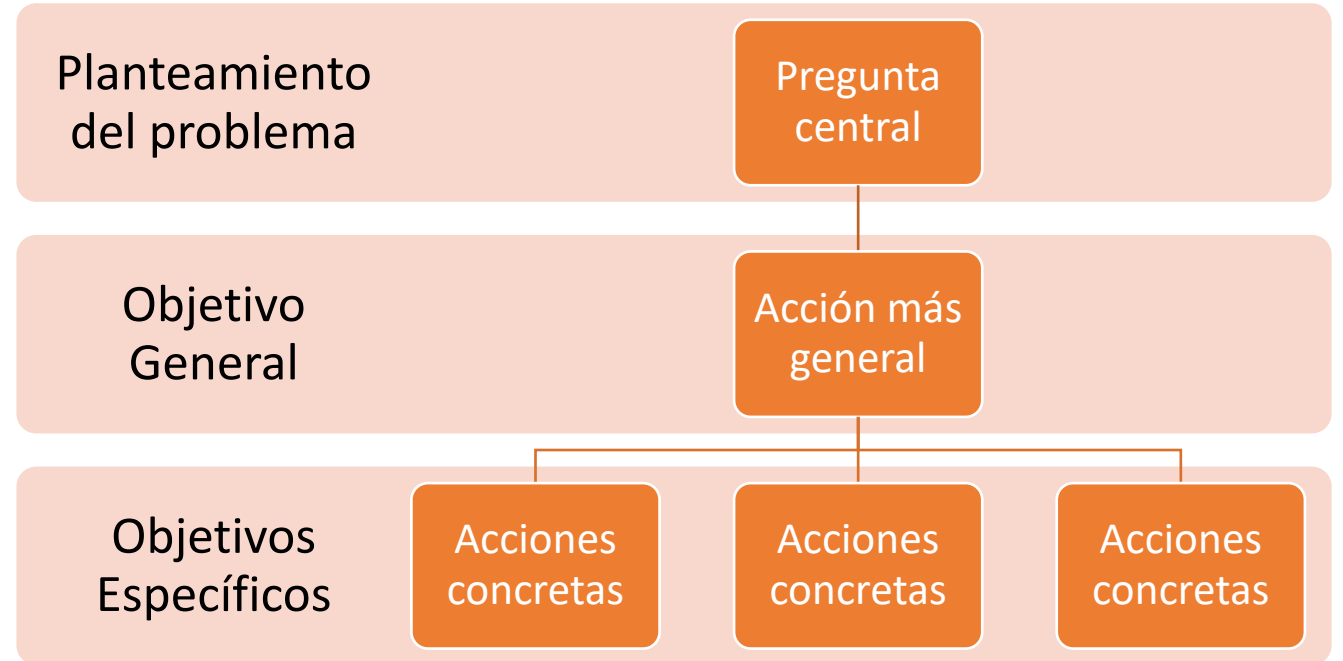 Planteamiento
del problema
Pregunta
central
Objetivo
General
Acción más
general
Objetivos
Específicos
Acciones
concretas
Acciones
concretas
Acciones
concretas